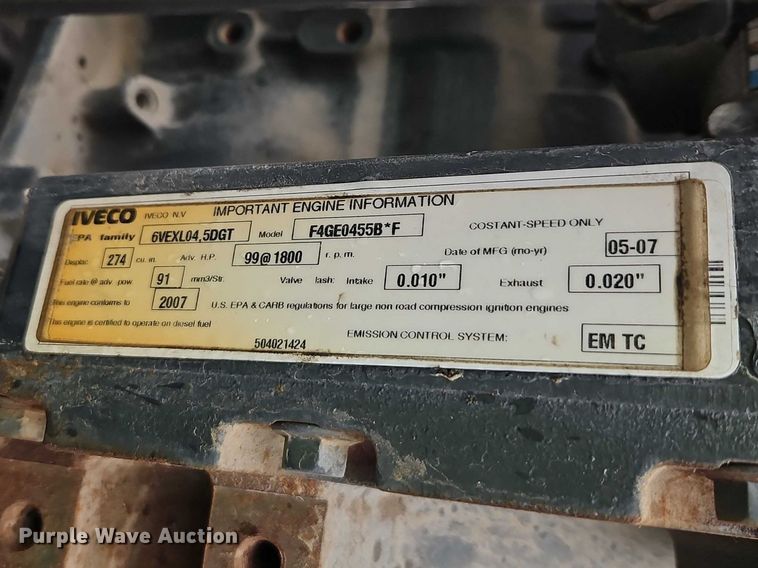 IVECO IVECO N.V IMPORTANT ENGINE INFORMATION
EPA family 6VEXL04,5DGT Model F4GE0455B*F COSTANT-SPEED ONLY
Displac 274 cu. in. Adv. H.P. 99@1800 r. p. m. Date of MFG (mo-yr) 05-07
Fuel rate @ adv pow 91 mm3/Str. Valve lash: Intake 0.010" Exhaust 0.020"
This engine conforms to 2007 U.S. EPA & CARB regulations for large non road compression ignition engines
This engine is certified to operate on diesel fuel
504021424 EMISSION CONTROL SYSTEM: EM TC
Purple Wave Auction